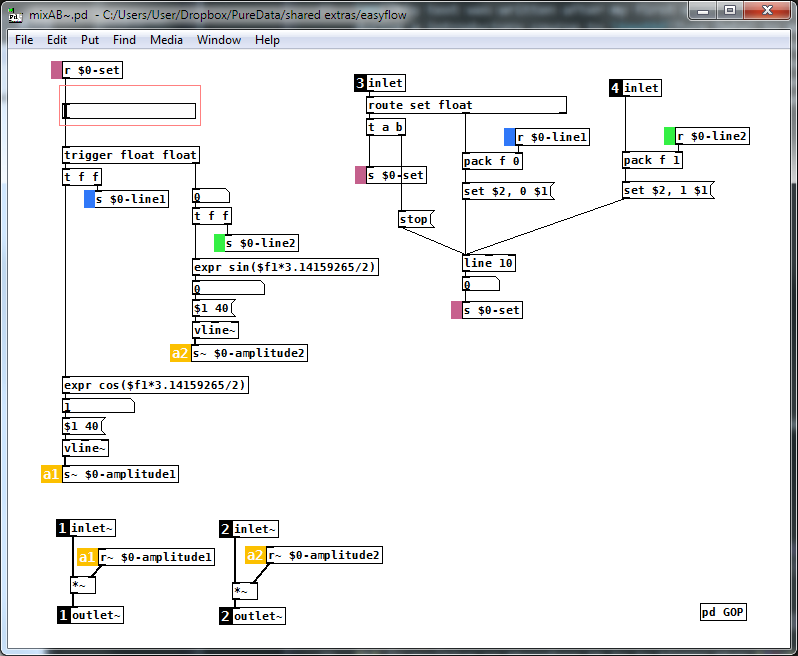 mixAB~.pd - C:/Users/User/Dropbox/PureData/shared extras/easyflow
File Edit Put Find Media Window Help
r $0-set
trigger float float
t f f
s $0-line1
0
t f f
s $0-line2
expr sin($f1*3.14159265/2)
0
$1 40
vline~
a2 s~ $0-amplitude2
expr cos($f1*3.14159265/2)
1
$1 40
vline~
a1 s~ $0-amplitude1
3 inlet
route set float
t a b
s $0-set
stop
r $0-line1
pack f 0
set $2, 0 $1
line 10
0
s $0-set
4 inlet
r $0-line2
pack f 1
set $2, 1 $1
1 inlet~
a1 r~ $0-amplitude1
*~
1 outlet~
2 inlet~
a2 r~ $0-amplitude2
*~
2 outlet~
pd GOP